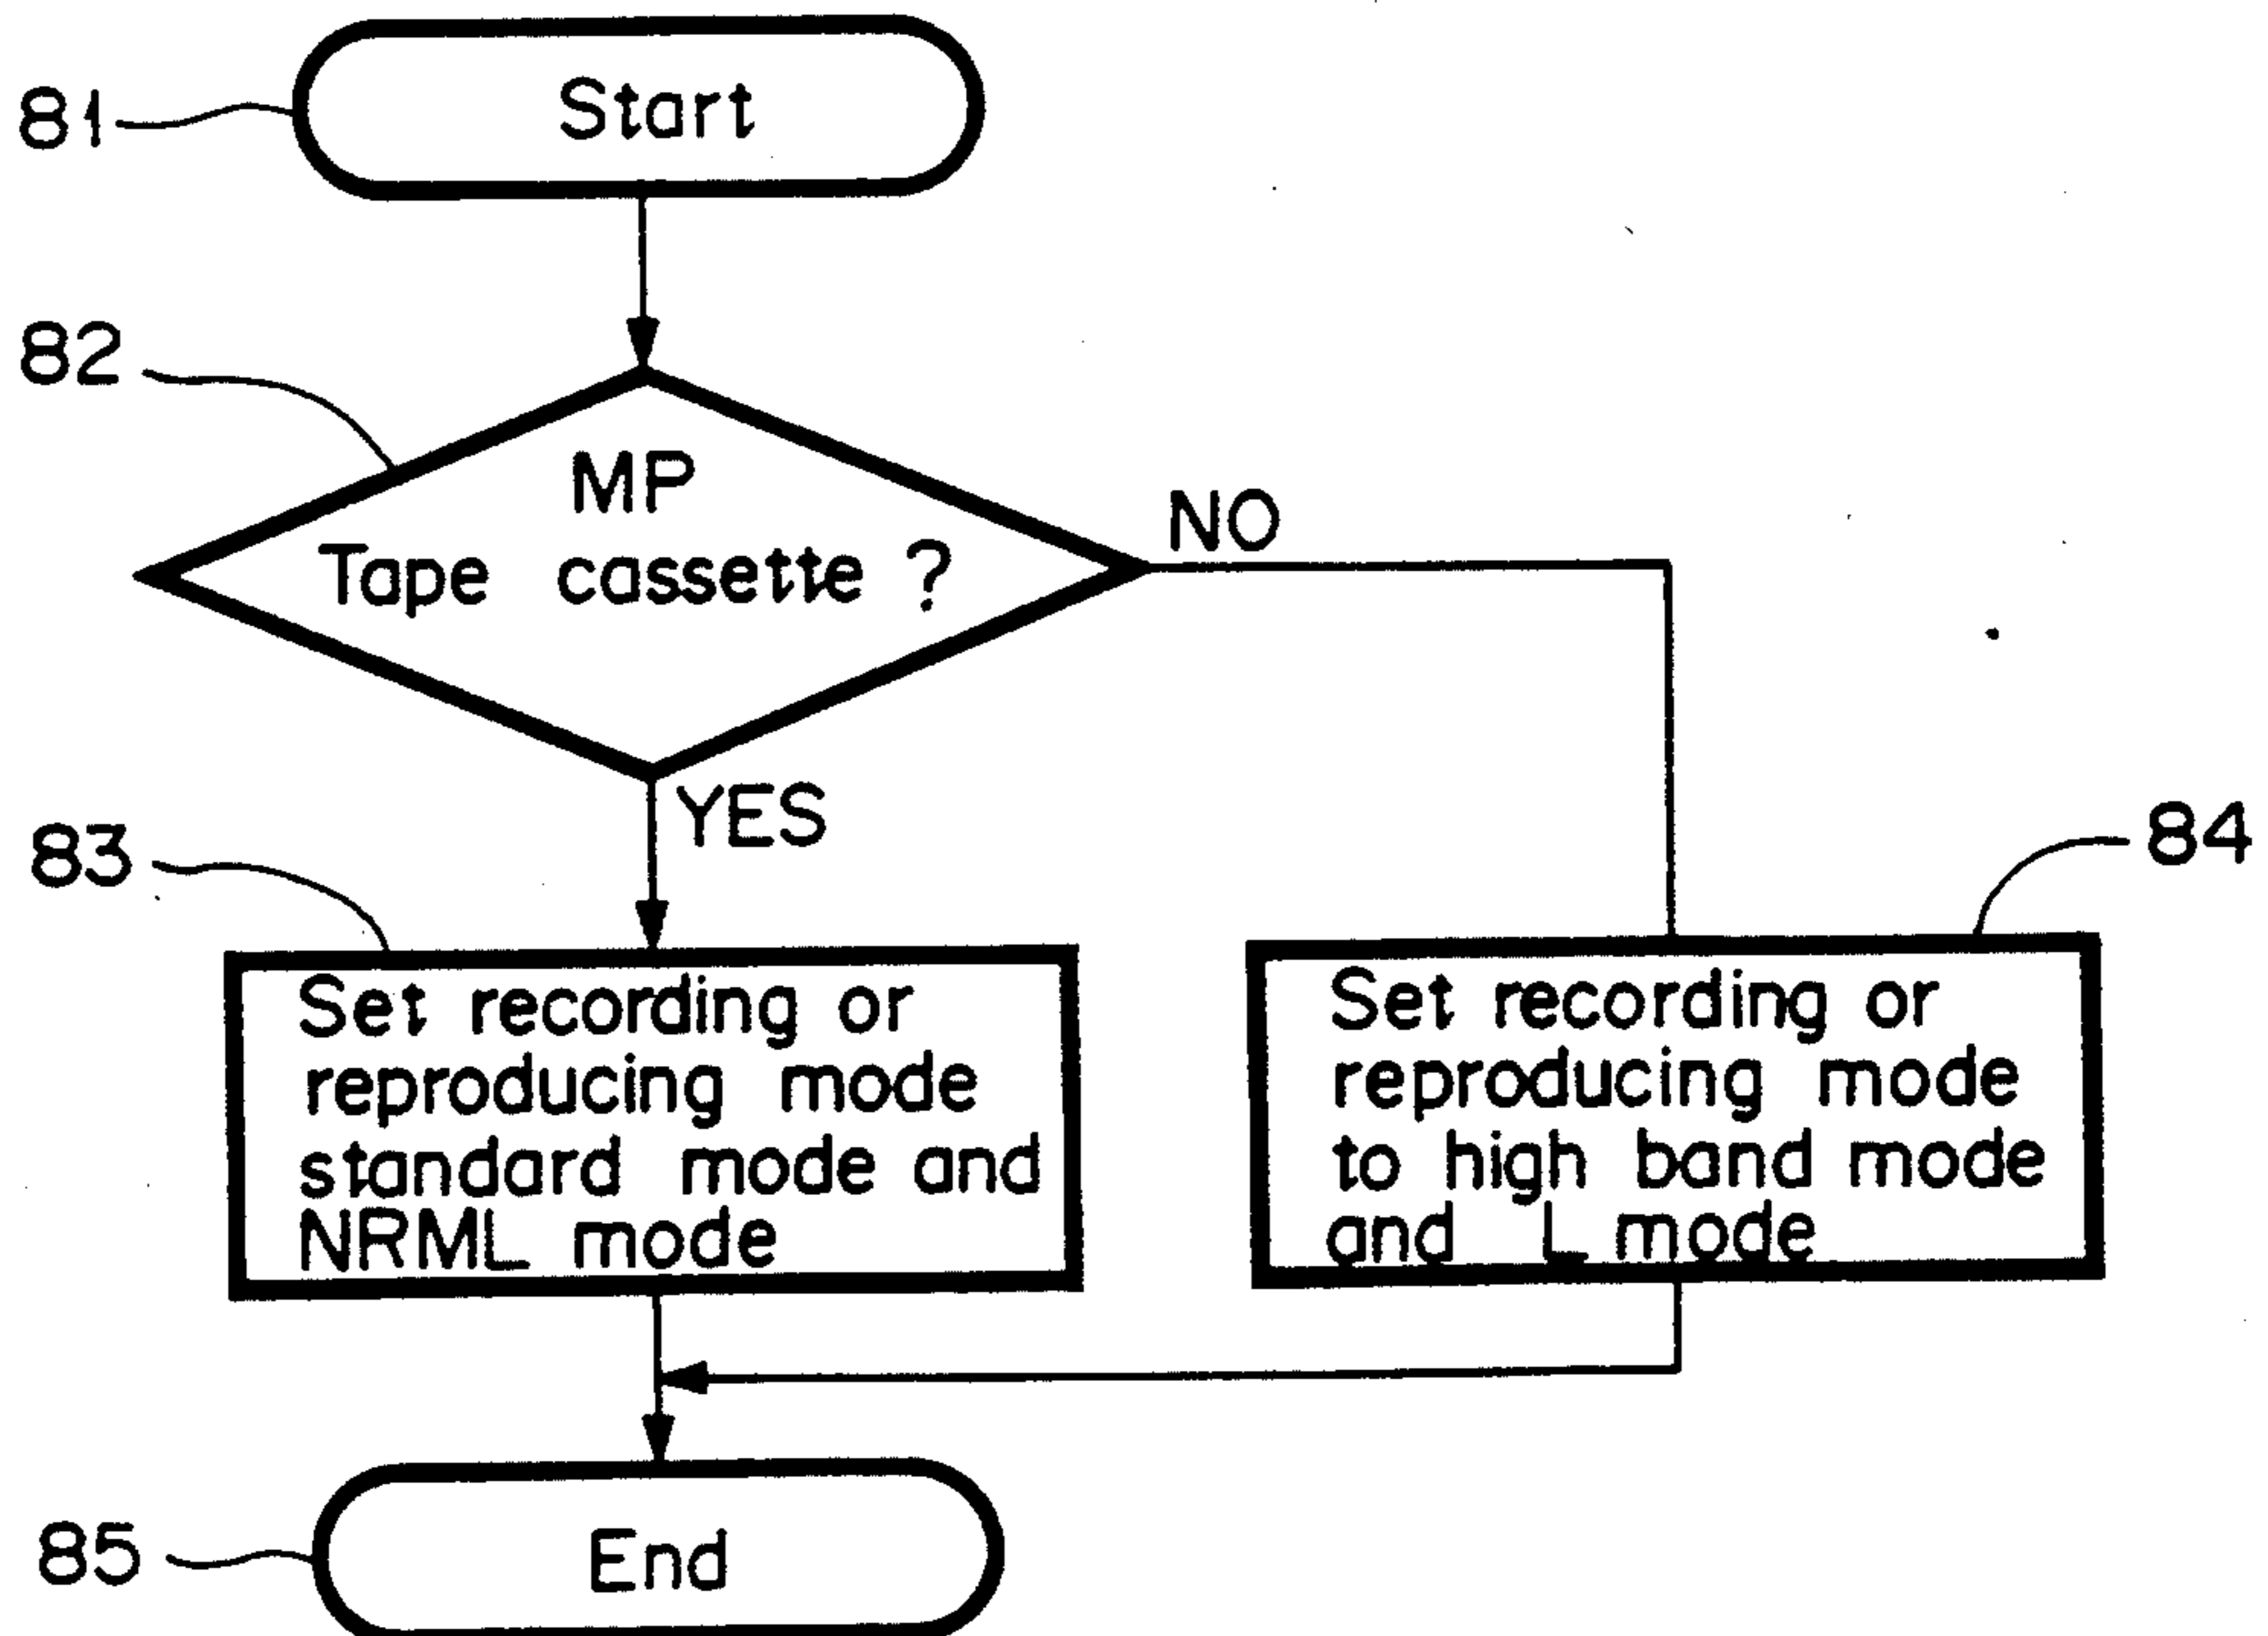 81
Start
82
MP
Tape cassette ?
NO
YES
83
Set recording or
reproducing mode
standard mode and
NRML mode
84
Set recording or
reproducing mode
to high band mode
and L mode
85
End